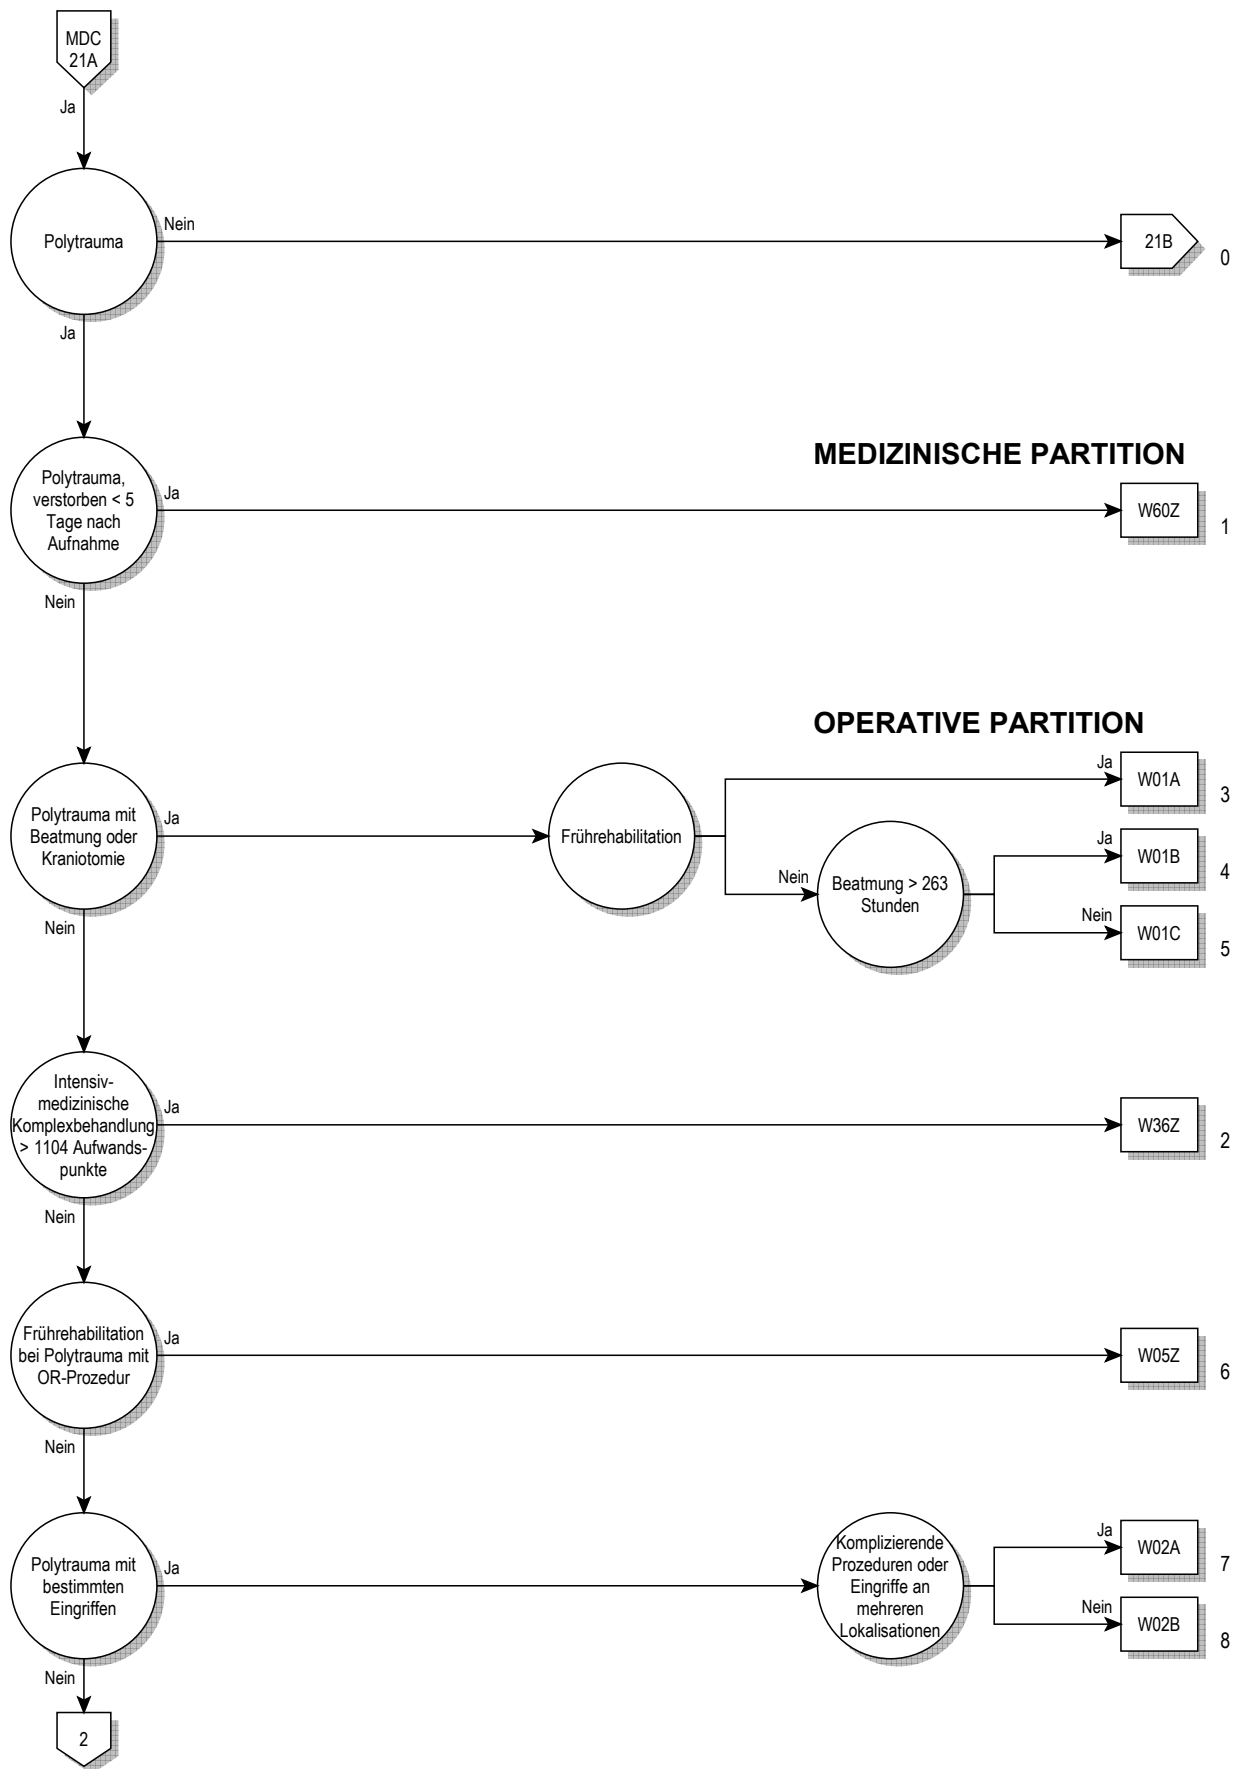 MDC
21A
Ja
Polytrauma
Nein
21B
0
Ja
MEDIZINISCHE PARTITION
Polytrauma,
verstorben < 5
Tage nach
Aufnahme
Ja
W60Z
1
Nein
OPERATIVE PARTITION
Polytrauma mit
Beatmung oder
Kraniotomie
Ja
Frührehabilitation
Ja
W01A
3
Nein
Beatmung > 263
Stunden
Ja
W01B
4
Nein
W01C
5
Nein
Intensiv-
medizinische
Komplexbehandlung
> 1104 Aufwands-
punkte
Ja
W36Z
2
Nein
Frührehabilitation
bei Polytrauma mit
OR-Prozedur
Ja
W05Z
6
Nein
Polytrauma mit
bestimmten
Eingriffen
Ja
Komplizierende
Prozeduren oder
Eingriffe an
mehreren
Lokalisationen
Ja
W02A
7
Nein
W02B
8
Nein
2